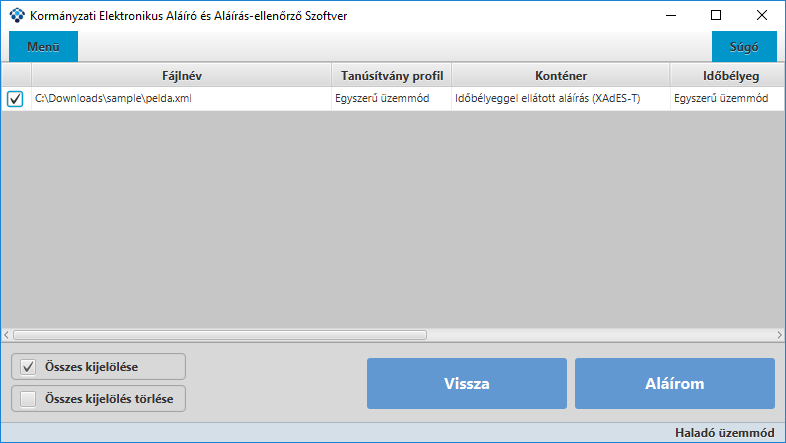 Kormányzati Elektronikus Aláíró és Aláírás-ellenőrző Szoftver
Menü Súgó
Fájlnév Tanúsítvány profil Konténer Időbélyeg
C:\Downloads\sample\pelda.xml Egyszerű üzemmód Időbélyeggel ellátott aláírás (XAdES-T) Egyszerű üzemmód
Összes kijelölése
Összes kijelölés törlése
Vissza Aláírom
Haladó üzemmód